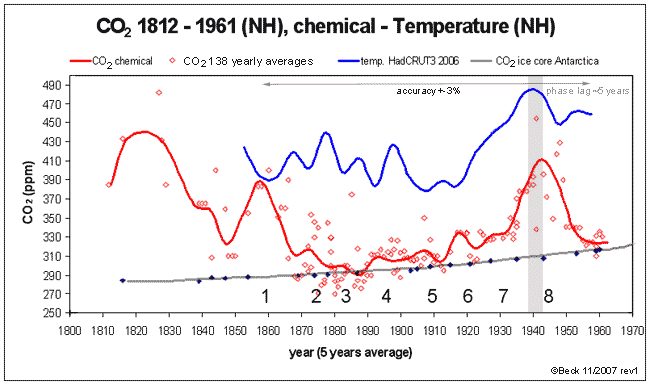 CO2 1812 - 1961 (NH), chemical - Temperature (NH)
CO2 chemical
CO2 138 yearly averages
temp. HadCRUT3 2006
CO2 ice core Antarctica
accuracy +- 3%
phase lag ~5 years
CO2 (ppm)
490
470
450
430
410
390
370
350
330
310
290
270
250
1 2 3 4 5 6 7 8
1800 1810 1820 1830 1840 1850 1860 1870 1880 1890 1900 1910 1920 1930 1940 1950 1960 1970
year (5 years average)
©Beck 11/2007 rev1